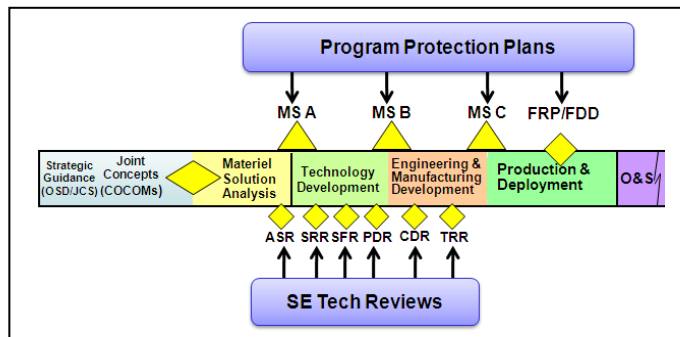 Program Protection Plans
MS A
MS B
MS C
FRP/FDD
Strategic
Guidance
(OSD/JCS)
Joint
Concepts
(COCOMs)
Materiel
Solution
Analysis
Technology
Development
Engineering &
Manufacturing
Development
Production &
Deployment
O&S
ASR
SRR
SFR
PDR
CDR
TRR
SE Tech Reviews